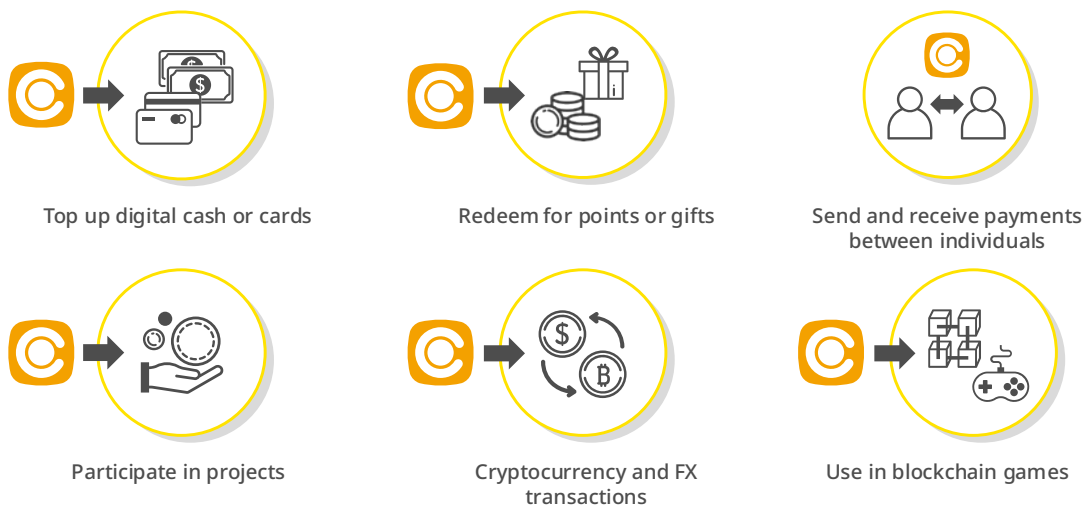 Top up digital cash or cards
Redeem for points or gifts
Send and receive payments
between individuals
Participate in projects
Cryptocurrency and FX
transactions
Use in blockchain games